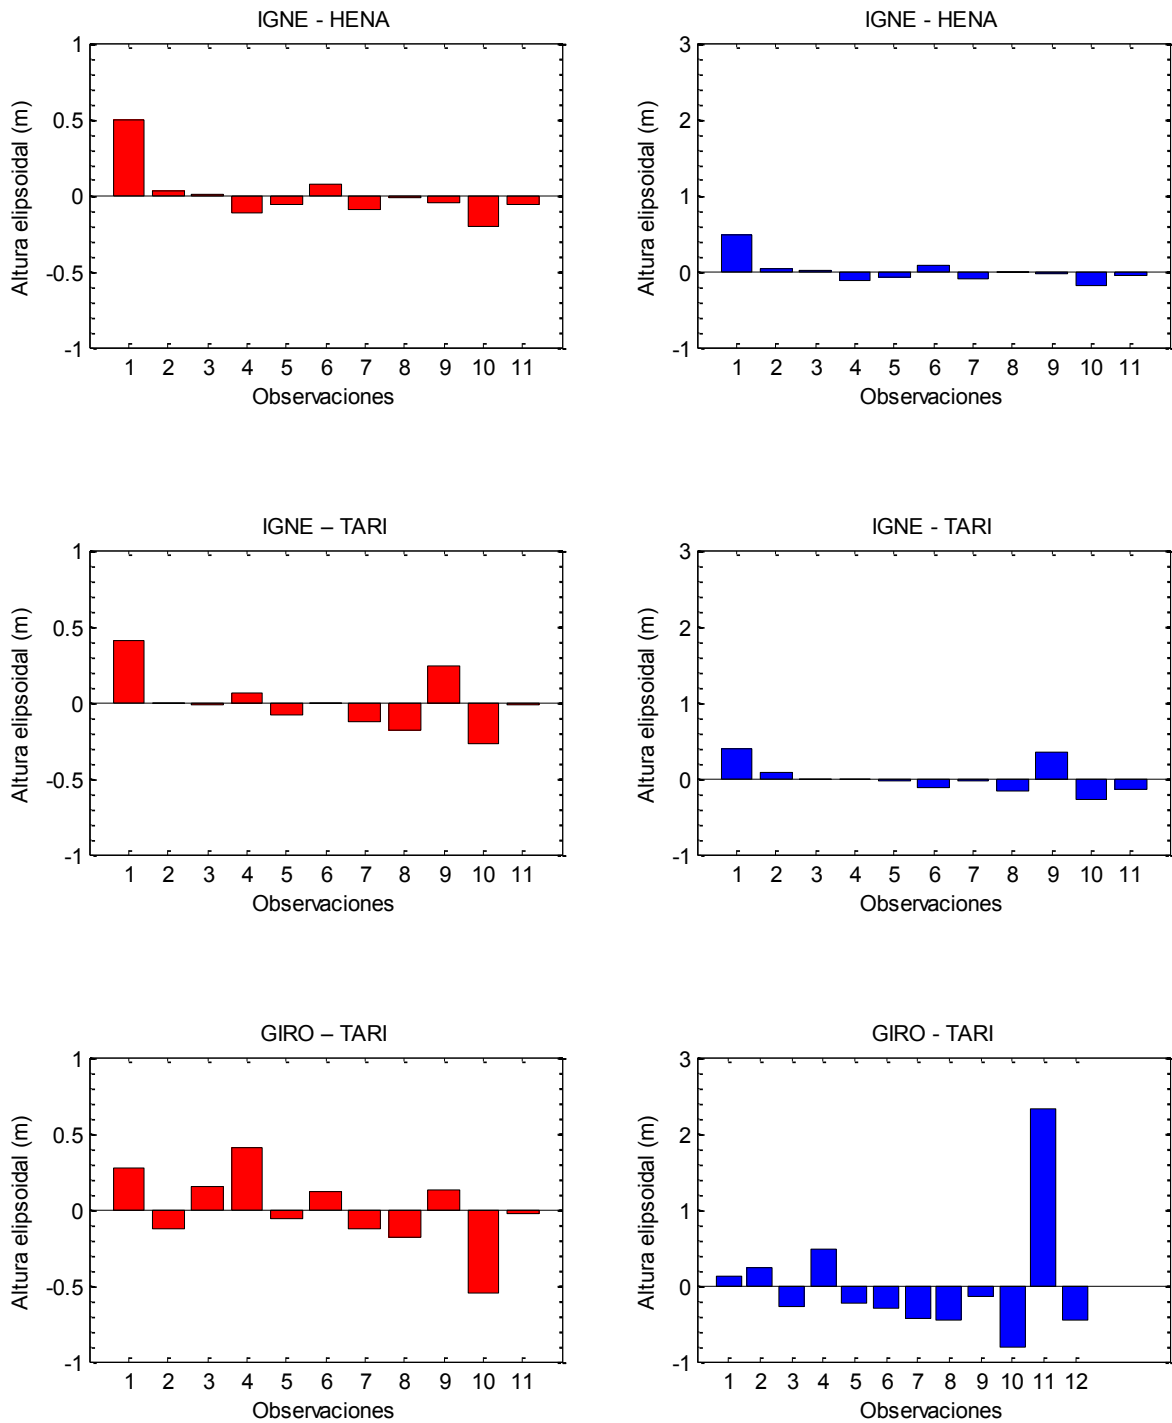 IGNE - HENA
1
0.5
0
-0.5
-1
Altura elipsoidal (m)
1 2 3 4 5 6 7 8 9 10 11
Observaciones
IGNE - HENA
3
2
1
0
-1
Altura elipsoidal (m)
1 2 3 4 5 6 7 8 9 10 11
Observaciones
IGNE – TARI
1
0.5
0
-0.5
-1
Altura elipsoidal (m)
1 2 3 4 5 6 7 8 9 10 11
Observaciones
IGNE - TARI
3
2
1
0
-1
Altura elipsoidal (m)
1 2 3 4 5 6 7 8 9 10 11
Observaciones
GIRO – TARI
1
0.5
0
-0.5
-1
Altura elipsoidal (m)
1 2 3 4 5 6 7 8 9 10 11
Observaciones
GIRO - TARI
3
2
1
0
-1
Altura elipsoidal (m)
1 2 3 4 5 6 7 8 9 10 11 12
Observaciones